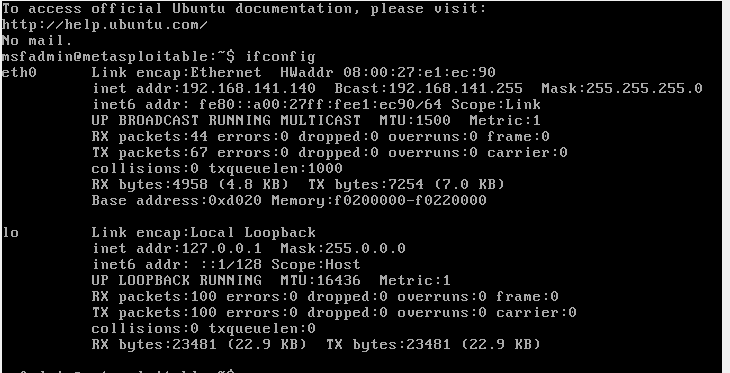 To access official Ubuntu documentation, please visit:
http://help.ubuntu.com/
No mail.
msfadmin@metasploitable:~$ ifconfig
eth0      Link encap:Ethernet  HWaddr 08:00:27:e1:ec:90
          inet addr:192.168.141.140  Bcast:192.168.141.255  Mask:255.255.255.0
          inet6 addr: fe80::a00:27ff:fee1:ec90/64 Scope:Link
          UP BROADCAST RUNNING MULTICAST  MTU:1500  Metric:1
          RX packets:44 errors:0 dropped:0 overruns:0 frame:0
          TX packets:67 errors:0 dropped:0 overruns:0 carrier:0
          collisions:0 txqueuelen:1000
          RX bytes:4958 (4.8 KB)  TX bytes:7254 (7.0 KB)
          Base address:0xd020 Memory:f0200000-f0220000
lo        Link encap:Local Loopback
          inet addr:127.0.0.1  Mask:255.0.0.0
          inet6 addr: ::1/128 Scope:Host
          UP LOOPBACK RUNNING  MTU:16436  Metric:1
          RX packets:100 errors:0 dropped:0 overruns:0 frame:0
          TX packets:100 errors:0 dropped:0 overruns:0 carrier:0
          collisions:0 txqueuelen:0
          RX bytes:23481 (22.9 KB)  TX bytes:23481 (22.9 KB)